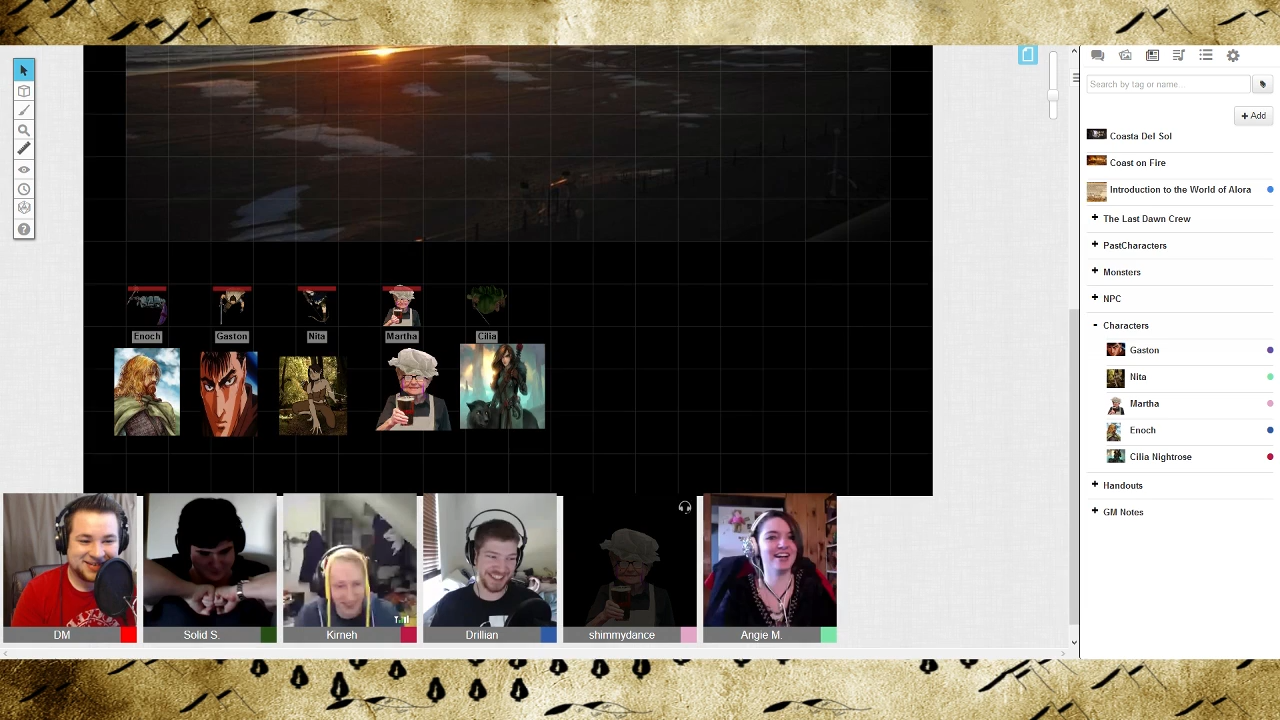 Search by tag or name...
+ Add
Coasta Del Sol
Coast on Fire
Introduction to the World of Alora
+ The Last Dawn Crew
+ PastCharacters
+ Monsters
+ NPC
- Characters
Gaston
Nita
Martha
Enoch
Cilia Nightrose
+ Handouts
+ GM Notes
Enoch
Gaston
Nita
Martha
Cilia
DM
Solid S.
Kirneh
Drillian
shimmydance
Angie M.